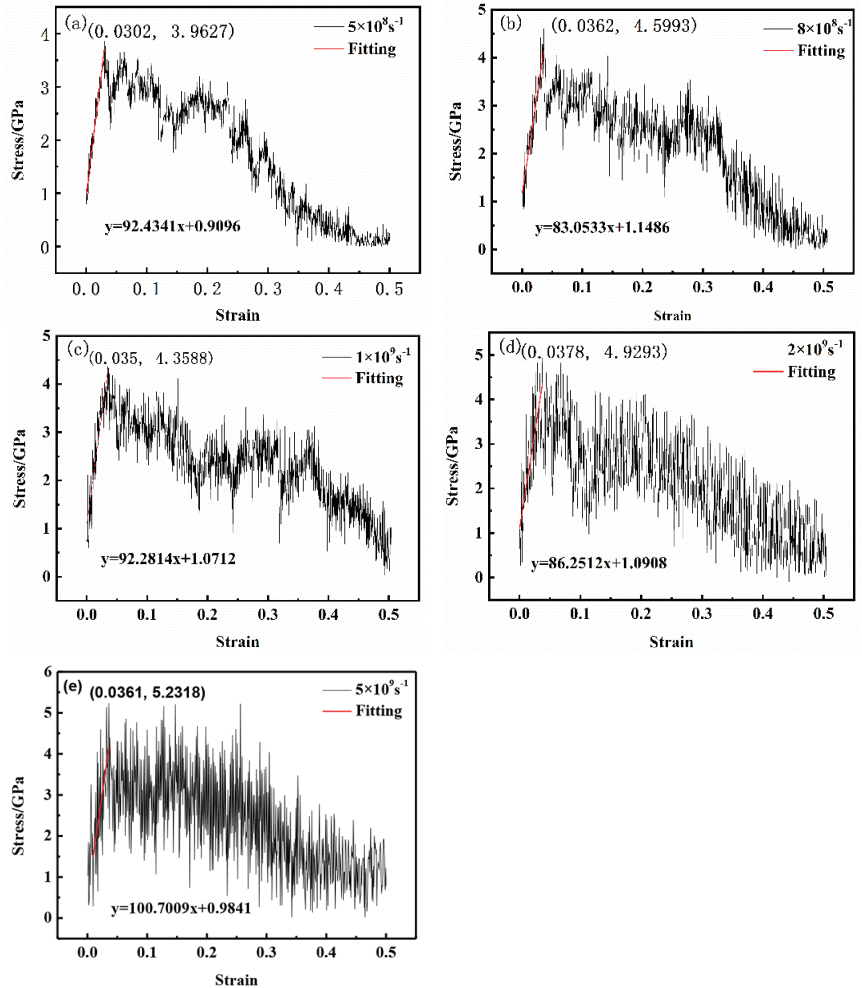 (a)
(0.0302, 3.9627)
5×10⁸s⁻¹
Fitting
4
3
2
1
0
Stress/GPa
y=92.4341x+0.9096
0.0 0.1 0.2 0.3 0.4 0.5
Strain
(b)
(0.0362, 4.5993)
8×10⁸s⁻¹
Fitting
5
4
3
2
1
0
Stress/GPa
y=83.0533x+1.1486
0.0 0.1 0.2 0.3 0.4 0.5
Strain
(c)
(0.035, 4.3588)
1×10⁹s⁻¹
Fitting
5
4
3
2
1
0
Stress/GPa
y=92.2814x+1.0712
0.0 0.1 0.2 0.3 0.4 0.5
Strain
(d)
(0.0378, 4.9293)
2×10⁹s⁻¹
Fitting
5
4
3
2
1
0
Stress/GPa
y=86.2512x+1.0908
0.0 0.1 0.2 0.3 0.4 0.5
Strain
(e)
(0.0361, 5.2318)
5×10⁹s⁻¹
Fitting
6
5
4
3
2
1
0
Stress/GPa
y=100.7009x+0.9841
0.0 0.1 0.2 0.3 0.4 0.5
Strain